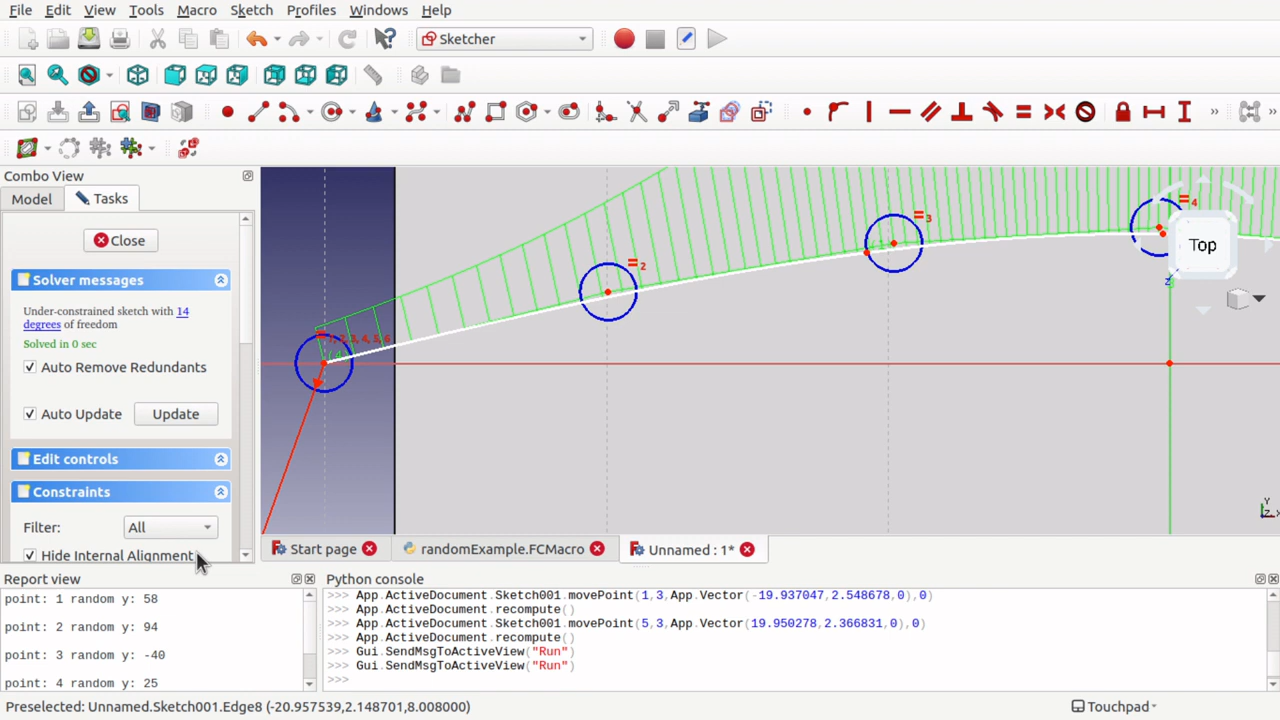 File Edit View Tools Macro Sketch Profiles Windows Help
Sketcher
Combo View
Model Tasks
Close
Solver messages
Under-constrained sketch with 14
degrees of freedom
Solved in 0 sec
Auto Remove Redundants
Auto Update Update
Edit controls
Constraints
Filter: All
Hide Internal Alignment
2
3
4
Top
Start page randomExample.FCMacro Unnamed : 1*
Report view
point: 1 random y: 58
point: 2 random y: 94
point: 3 random y: -40
point: 4 random y: 25
Python console
>>> App.ActiveDocument.Sketch001.movePoint(1,3,App.Vector(-19.937047,2.548678,0),0)
>>> App.ActiveDocument.recompute()
>>> App.ActiveDocument.Sketch001.movePoint(5,3,App.Vector(19.950278,2.366831,0),0)
>>> App.ActiveDocument.recompute()
>>> Gui.SendMsgToActiveView("Run")
>>> Gui.SendMsgToActiveView("Run")
>>>
Preselected: Unnamed.Sketch001.Edge8 (-20.957539,2.148701,8.008000)
Touchpad